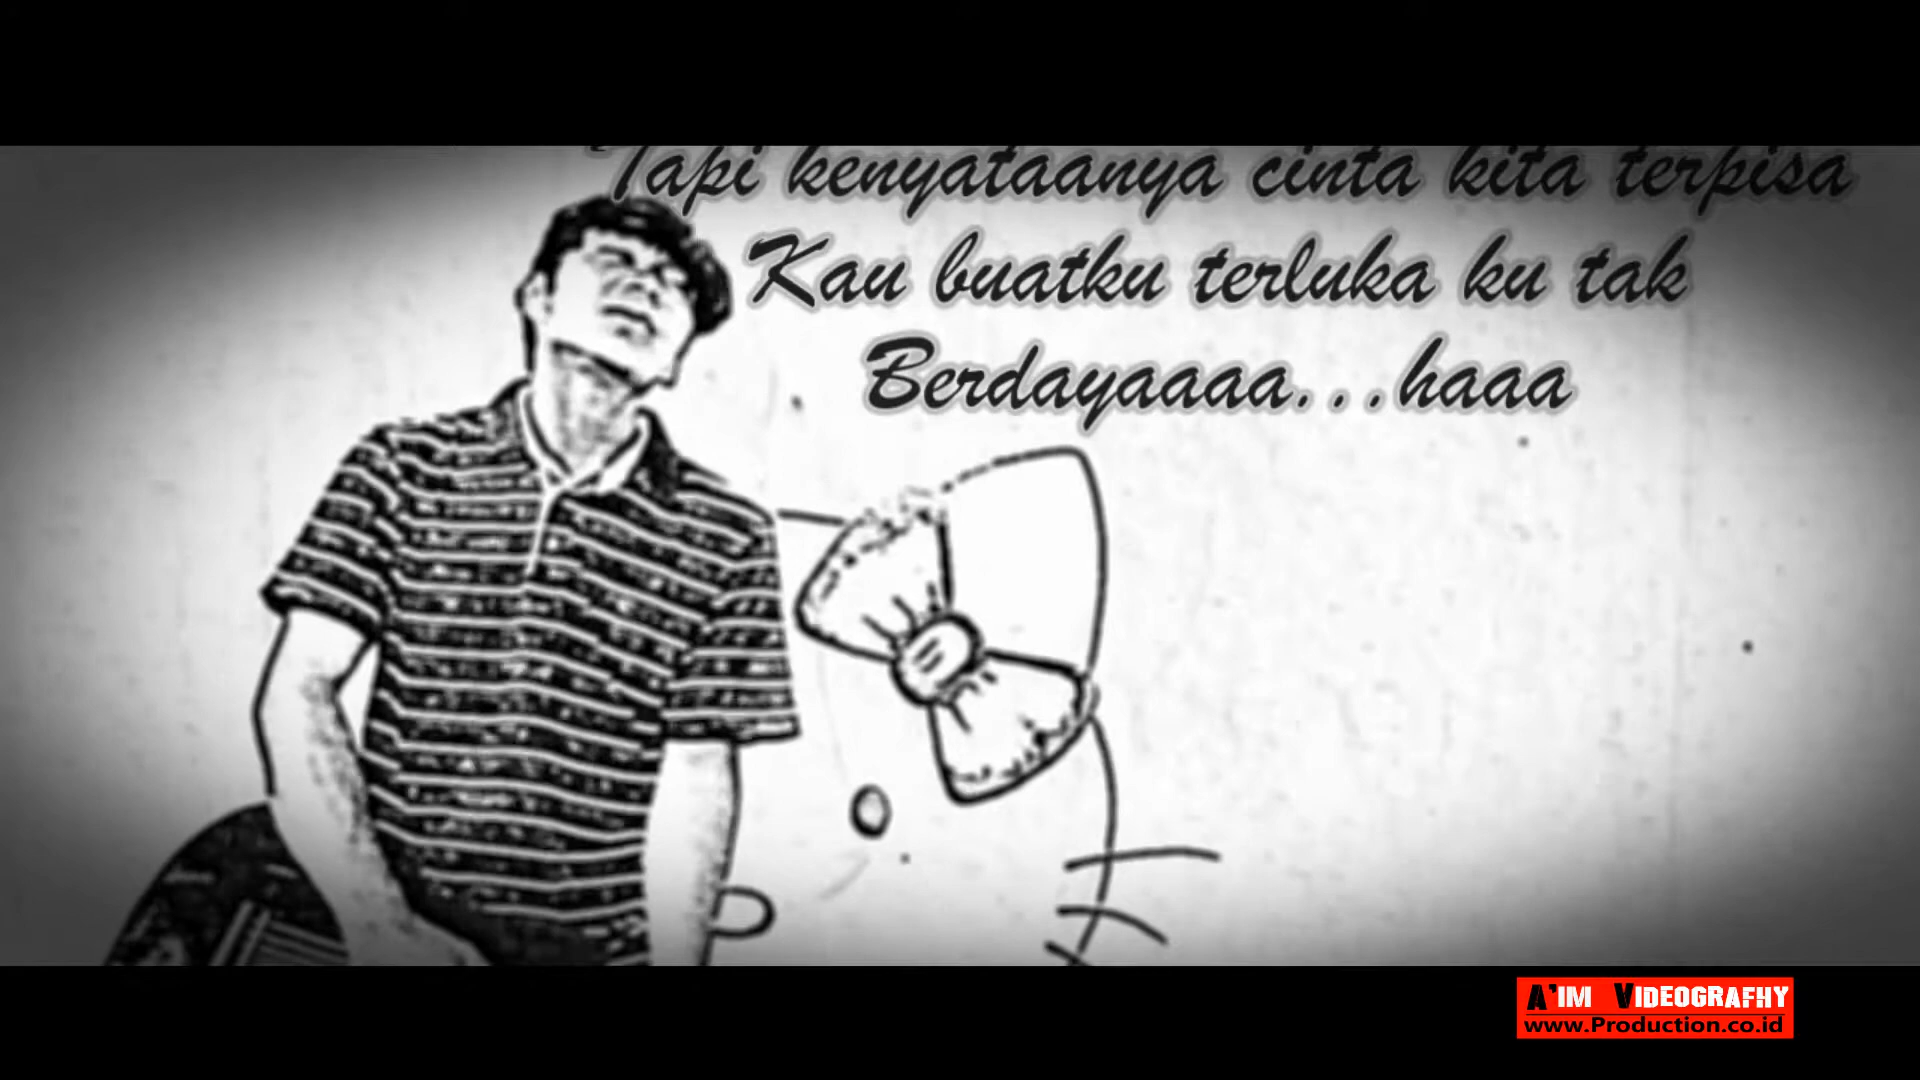 Tapi kenyataanya cinta kita terpisa
Kau buatku terluka ku tak
Berdayaaaa...haaa
A'IM VIDEOGRAFHY
www.Production.co.id